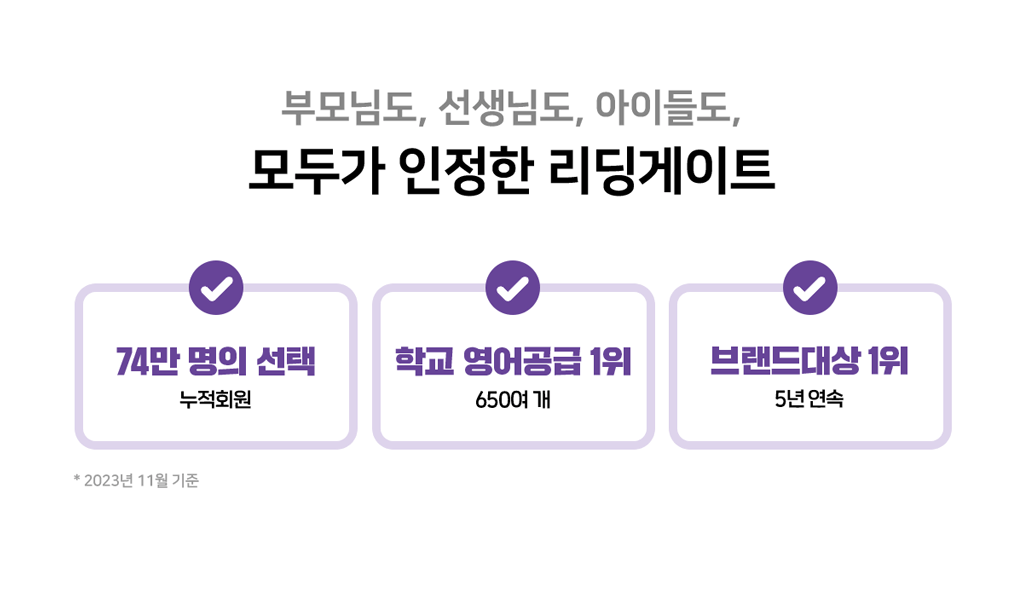 부모님도, 선생님도, 아이들도,
모두가 인정한 리딩게이트
74만 명의 선택
누적회원
학교 영어공급 1위
650여 개
브랜드대상 1위
5년 연속
* 2023년 11월 기준